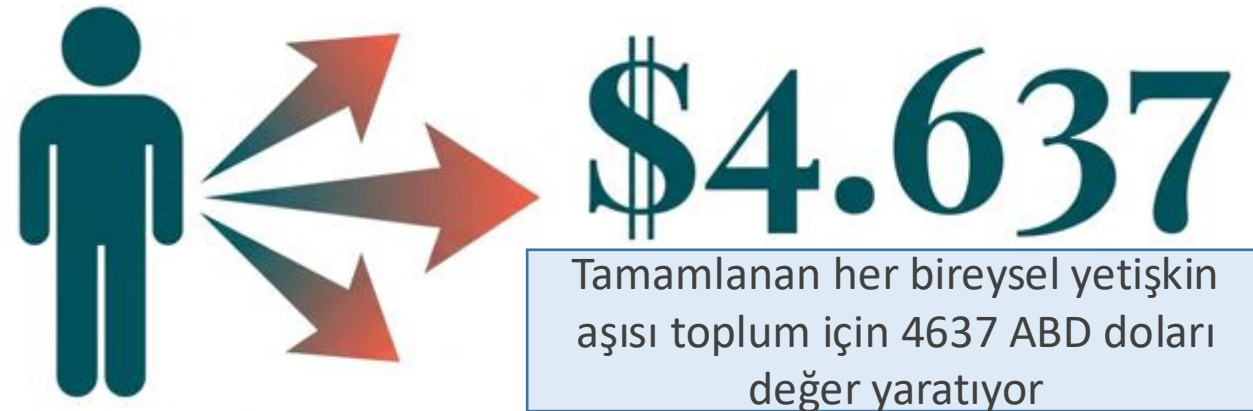 $4.637
Tamamlanan her bireysel yetişkin
aşısı toplum için 4637 ABD doları
değer yaratıyor